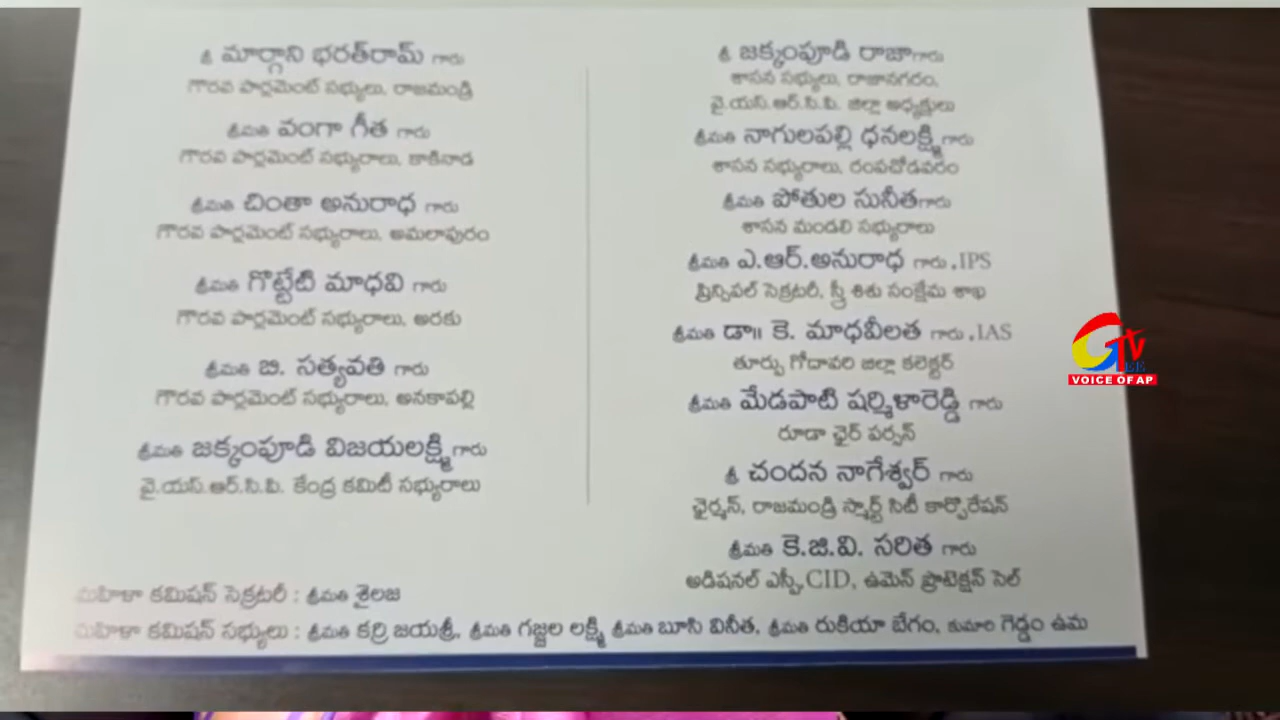 శ్రీ మార్గాని భరత్‌రామ్ గారు
గౌరవ పార్లమెంట్ సభ్యులు, రాజమండ్రి
శ్రీమతి వంగా గీత గారు
గౌరవ పార్లమెంట్ సభ్యురాలు, కాకినాడ
శ్రీమతి చింతా అనురాధ గారు
గౌరవ పార్లమెంట్ సభ్యురాలు, అమలాపురం
శ్రీమతి గొట్టేటి మాధవి గారు
గౌరవ పార్లమెంట్ సభ్యురాలు, అరకు
శ్రీమతి బి. సత్యవతి గారు
గౌరవ పార్లమెంట్ సభ్యురాలు, అనకాపల్లి
శ్రీమతి జక్కంపూడి విజయలక్ష్మి గారు
వై.యస్.ఆర్.సి.పి. కేంద్ర కమిటీ సభ్యురాలు
శ్రీ జక్కంపూడి రాజాగారు
శాసన సభ్యులు, రాజానగరం,
వై.యస్.ఆర్.సి.పి. జిల్లా అధ్యక్షులు
శ్రీమతి నాగులపల్లి ధనలక్ష్మి గారు
శాసన సభ్యురాలు, రంపచోడవరం
శ్రీమతి పోతుల సునీతగారు
శాసన మండలి సభ్యురాలు
శ్రీమతి ఎ.ఆర్.అనురాధ గారు ,IPS
ప్రిన్సిపల్ సెక్రటరీ, స్త్రీ శిశు సంక్షేమ శాఖ
శ్రీమతి డా॥ కె. మాధవీలత గారు ,IAS
తూర్పు గోదావరి జిల్లా కలెక్టర్
శ్రీమతి మేడపాటి షర్మిళారెడ్డి గారు
రూడా ఛైర్ పర్సన్
శ్రీ చందన నాగేశ్వర్ గారు
ఛైర్మన్, రాజమండ్రి స్మార్ట్ సిటీ కార్పొరేషన్
శ్రీమతి కె.జి.వి. సరిత గారు
అడిషనల్ ఎస్పీ,CID, ఉమెన్ ప్రొటెక్షన్ సెల్
మహిళా కమిషన్ సెక్రటరీ : శ్రీమతి శైలజ
మహిళా కమిషన్ సభ్యులు : శ్రీమతి కర్రి జయశ్రీ, శ్రీమతి గజ్జల లక్ష్మి శ్రీమతి బూసి వినీత, శ్రీమతి రుకియా బేగం, కుమారి గెడ్డం ఉమ
GTV
EE
VOICE OF AP